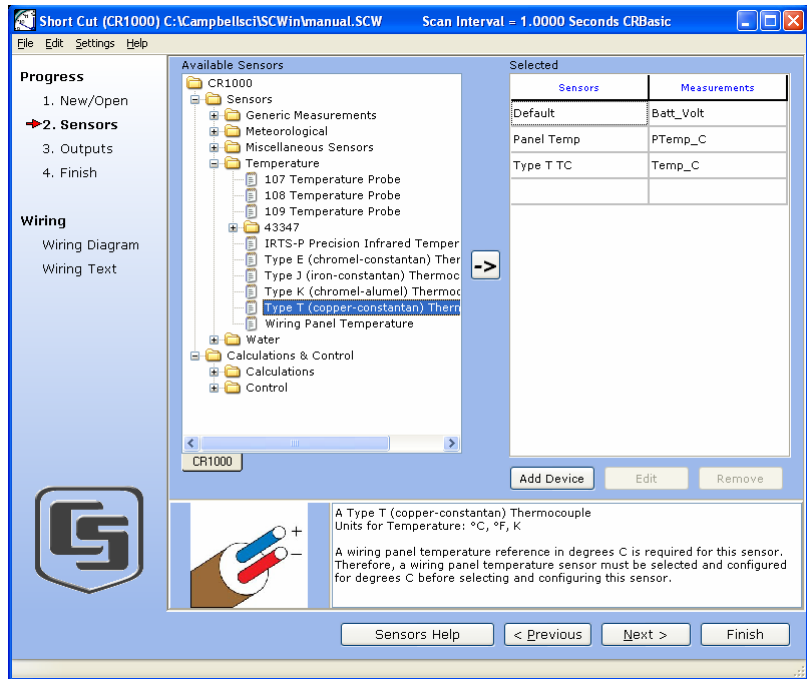 Short Cut (CR1000) C:\Campbellsci\SCWin\manual.SCW Scan Interval = 1.0000 Seconds CRBasic
File Edit Settings Help
Progress
1. New/Open
2. Sensors
3. Outputs
4. Finish
Wiring
Wiring Diagram
Wiring Text
Available Sensors
CR1000
Sensors
Generic Measurements
Meteorological
Miscellaneous Sensors
Temperature
107 Temperature Probe
108 Temperature Probe
109 Temperature Probe
43347
IRTS-P Precision Infrared Temper
Type E (chromel-constantan) Ther
Type J (iron-constantan) Thermoc
Type K (chromel-alumel) Thermoc
Type T (copper-constantan) Therm
Wiring Panel Temperature
Water
Calculations & Control
Calculations
Control
CR1000
->
Selected
Sensors Measurements
Default Batt_Volt
Panel Temp PTemp_C
Type T TC Temp_C
Add Device Edit Remove
CS
+
−
A Type T (copper-constantan) Thermocouple
Units for Temperature: °C, °F, K
A wiring panel temperature reference in degrees C is required for this sensor.
Therefore, a wiring panel temperature sensor must be selected and configured
for degrees C before selecting and configuring this sensor.
Sensors Help < Previous Next > Finish